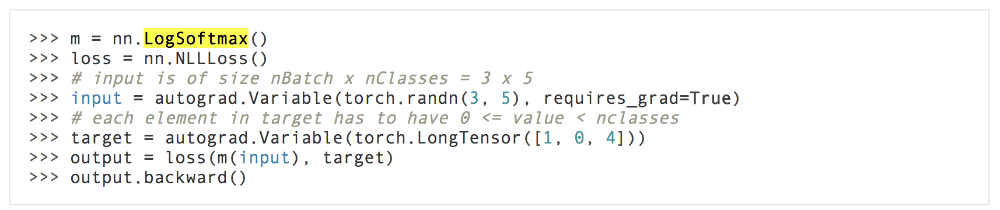 >>> m = nn.LogSoftmax()
>>> loss = nn.NLLLoss()
>>> # input is of size nBatch x nClasses = 3 x 5
>>> input = autograd.Variable(torch.randn(3, 5), requires_grad=True)
>>> # each element in target has to have 0 <= value < nclasses
>>> target = autograd.Variable(torch.LongTensor([1, 0, 4]))
>>> output = loss(m(input), target)
>>> output.backward()